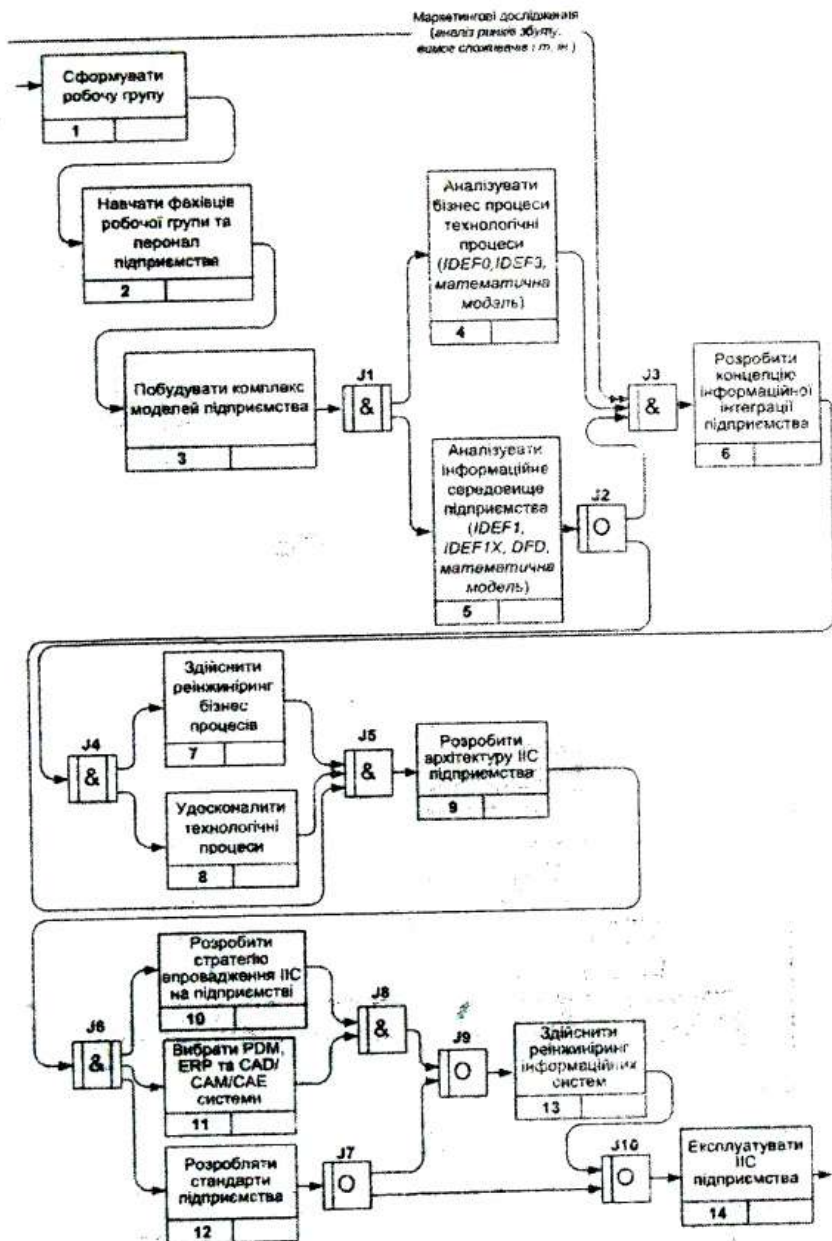 Маркетингові дослідження
(аналіз ринків збуту,
вимог споживачів і т. ін.)
Сформувати
робочу групу
1
Навчати фахівців
робочої групи та
перонал
підприємства
2
Побудувати комплекс
моделей підприємства
3
J1
&
Аналізувати
бізнес процеси
технологічні
процеси
(IDEF0, IDEF3,
математична
модель)
4
Аналізувати
інформаційне
середовище
підприємства
(IDEF1,
IDEF1X, DFD,
математична
модель)
5
J2
O
J3
&
Розробити
концепцію
інформаційної
інтеграції
підприємства
6
J4
&
Здійснити
реінжиніринг
бізнес
процесів
7
Удосконалити
технологічні
процеси
8
J5
&
Розробити
архітектуру ІІС
підприємства
9
J6
&
Розробити
стратегію
впровадження ІІС
на підприємстві
10
Вибрати PDM,
ERP та CAD/
CAM/CAE
системи
11
Розробляти
стандарти
підприємства
12
J7
O
J8
&
J9
O
Здійснити
реінжиніринг
інформаційних
систем
13
J10
O
Експлуатувати
ІІС
підприємства
14